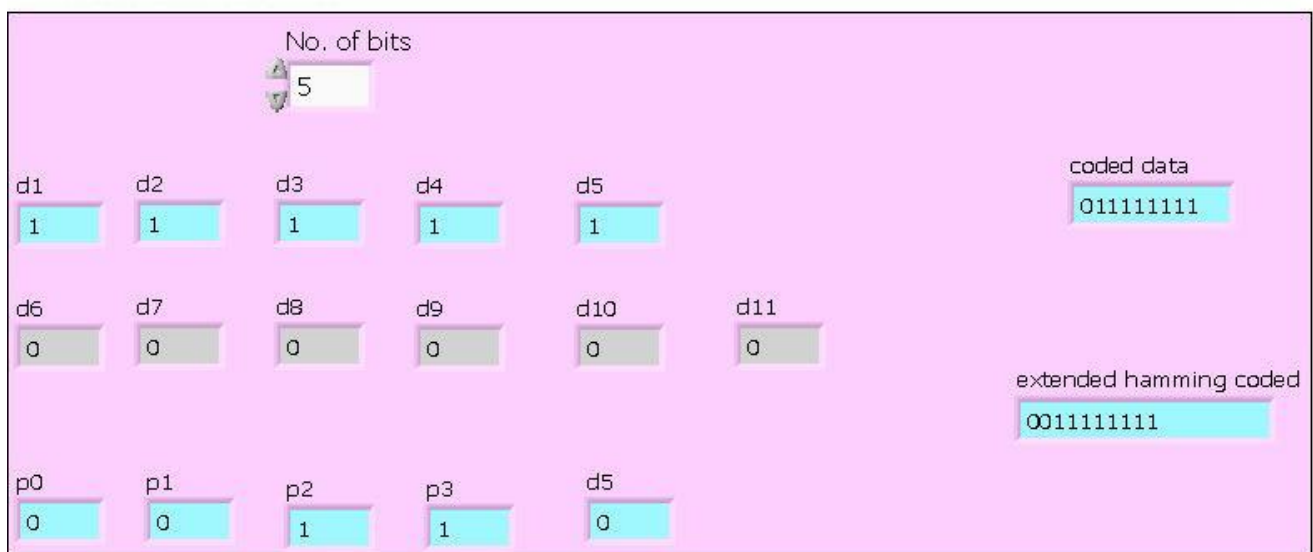 No. of bits
5
coded data
d1 d2 d3 d4 d5
011111111
1 1 1 1 1
d6 d7 d8 d9 d10 d11
0 0 0 0 0 0
extended hamming coded
0011111111
p0 p1 p2 p3 d5
0 0 1 1 0